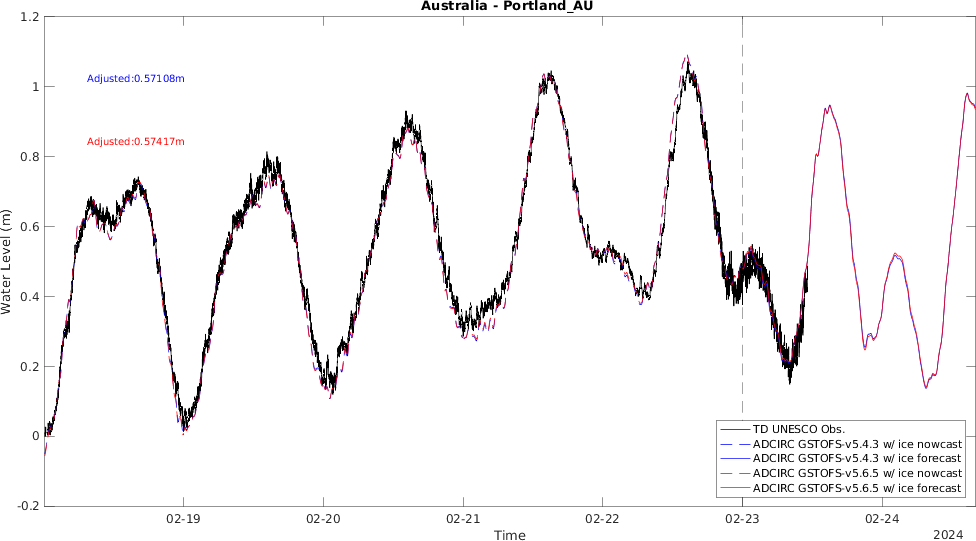 Australia - Portland_AU
1.2
1
0.8
0.6
0.4
0.2
0
-0.2
Water Level (m)
Adjusted:0.57108m
Adjusted:0.57417m
TD UNESCO Obs.
ADCIRC GSTOFS-v5.4.3 w/ ice nowcast
ADCIRC GSTOFS-v5.4.3 w/ ice forecast
ADCIRC GSTOFS-v5.6.5 w/ ice nowcast
ADCIRC GSTOFS-v5.6.5 w/ ice forecast
02-19 02-20 02-21 02-22 02-23 02-24
Time
2024